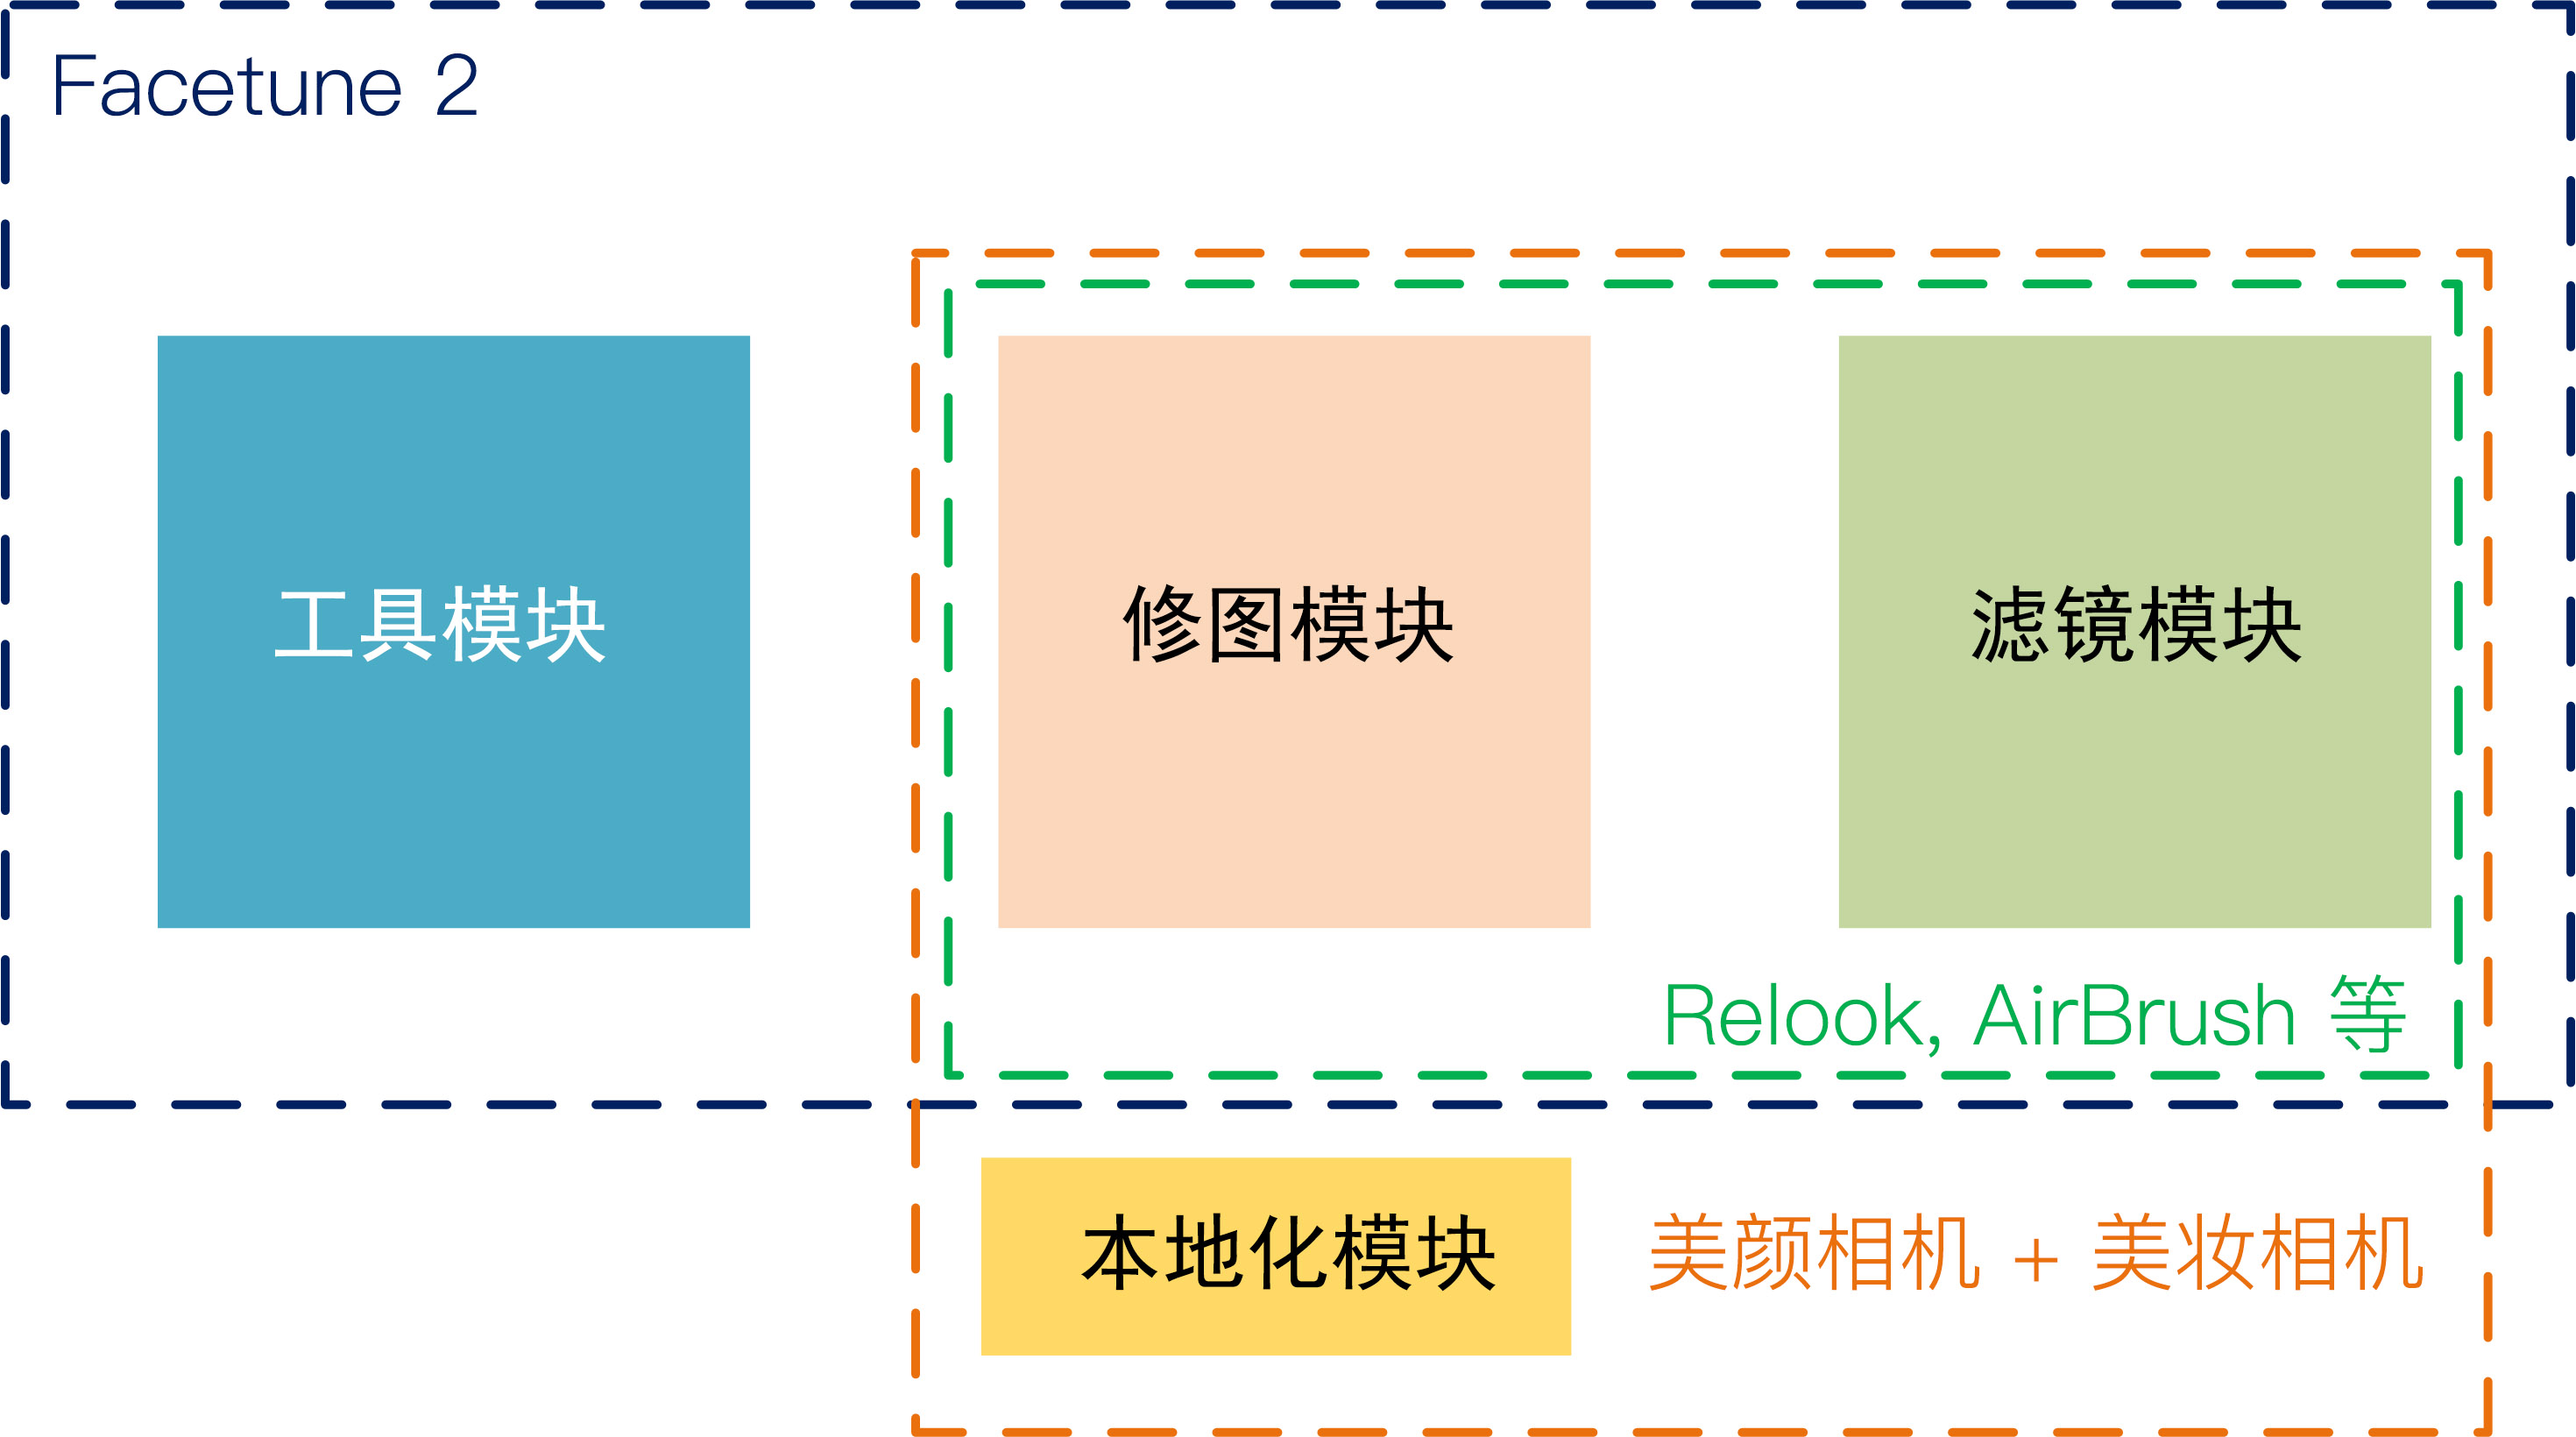 Facetune 2
工具模块
修图模块
滤镜模块
Relook, AirBrush 等
本地化模块
美颜相机 + 美妆相机